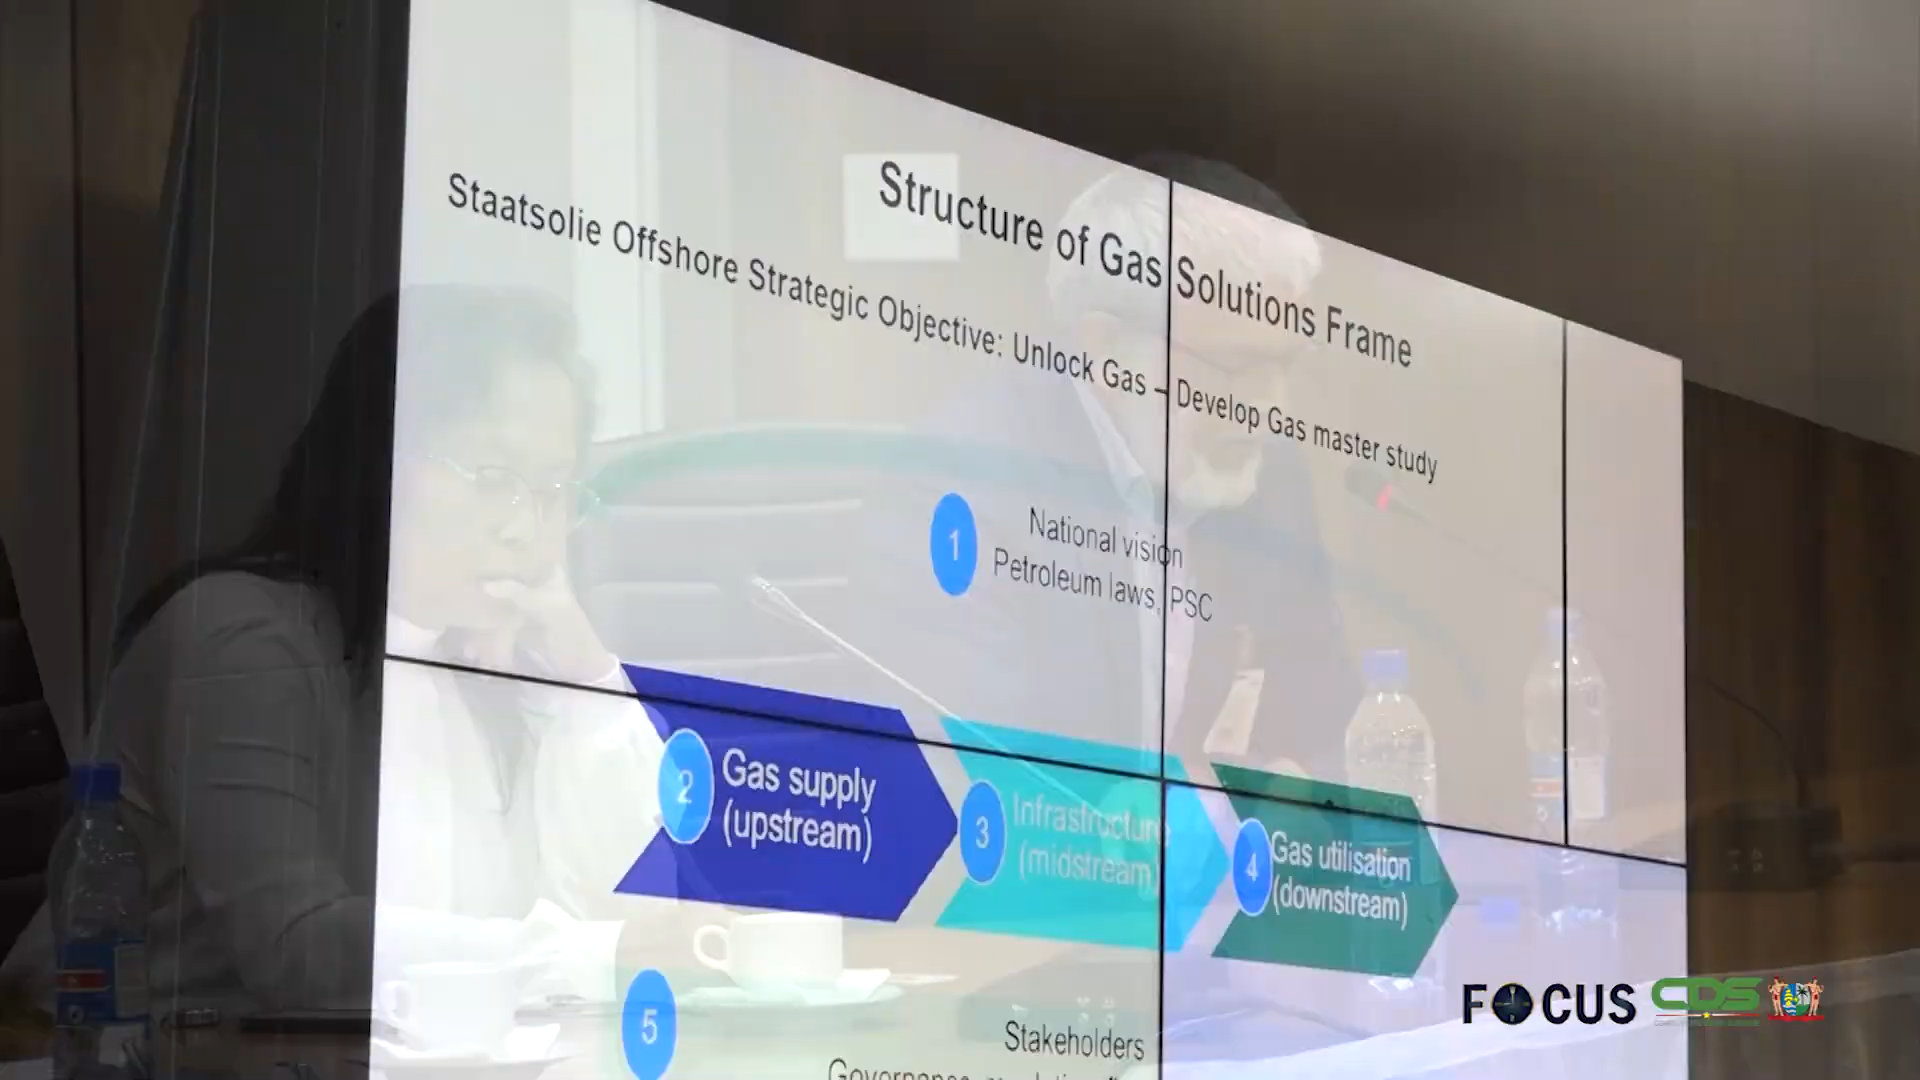 Structure of Gas Solutions Frame
Staatsolie Offshore Strategic Objective: Unlock Gas – Develop Gas master study
1
National vision
Petroleum laws, PSC
2
Gas supply
(upstream)
3
Infrastructure
(midstream)
4
Gas utilisation
(downstream)
5
Stakeholders
FOCUS
CDS